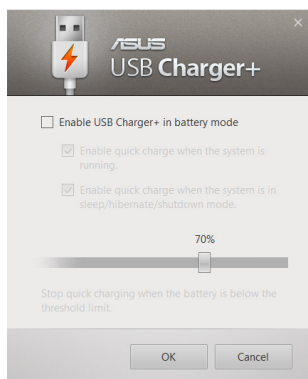 ASUS
USB Charger+
Enable USB Charger+ in battery mode
Enable quick charge when the system is
running.
Enable quick charge when the system is in
sleep/hibernate/shutdown mode.
70%
Stop quick charging when the battery is below the
threshold limit.
OK
Cancel